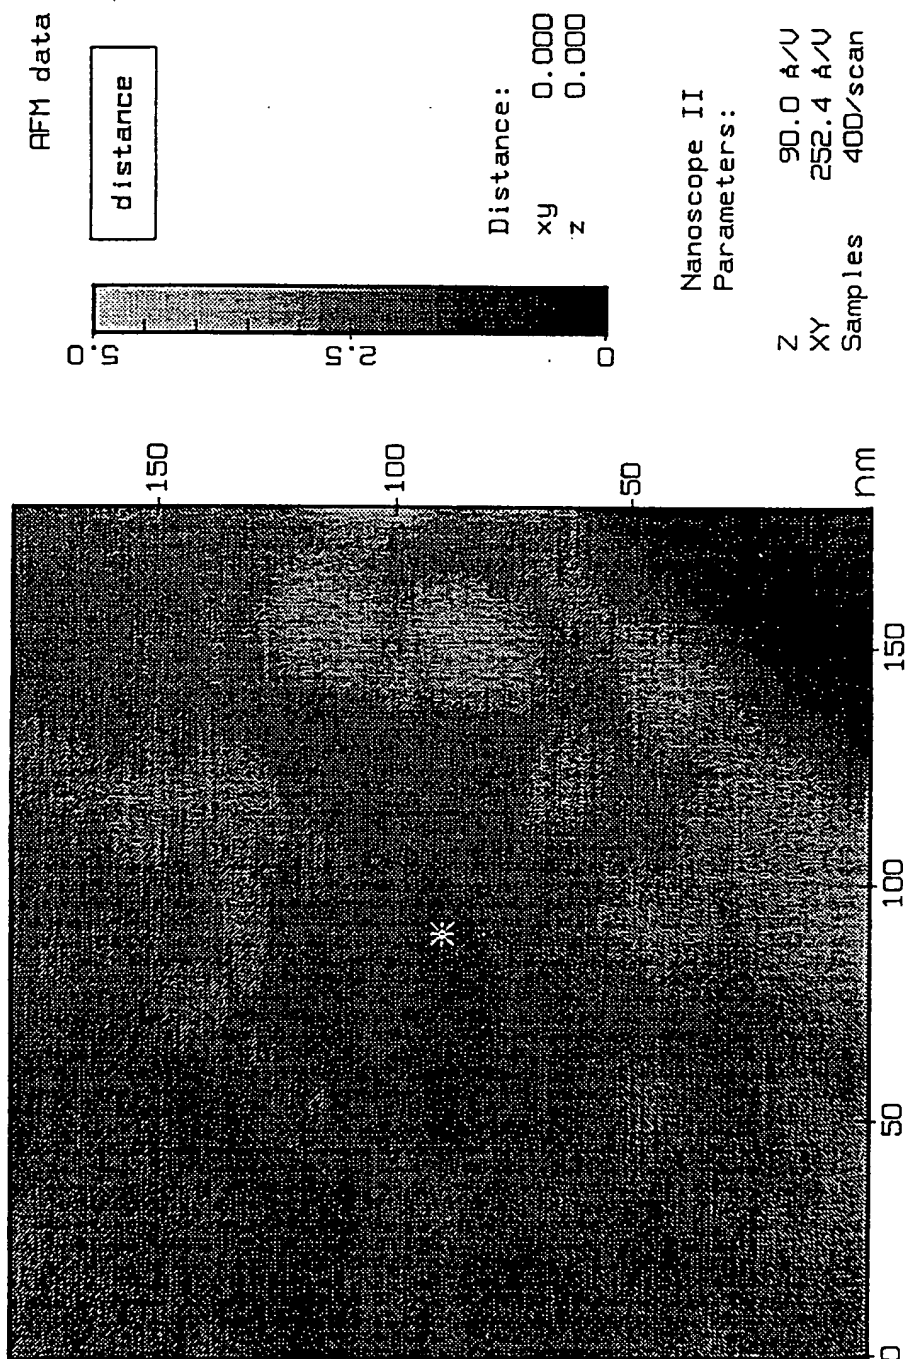 AFM data
distance
5.0
2.5
0
Distance:
xy 0.000
z 0.000
Nanoscope II
Parameters:
Z 90.0 Å/V
XY 252.4 Å/V
Samples 400/scan
150
100
50
nm
0 50 100 150